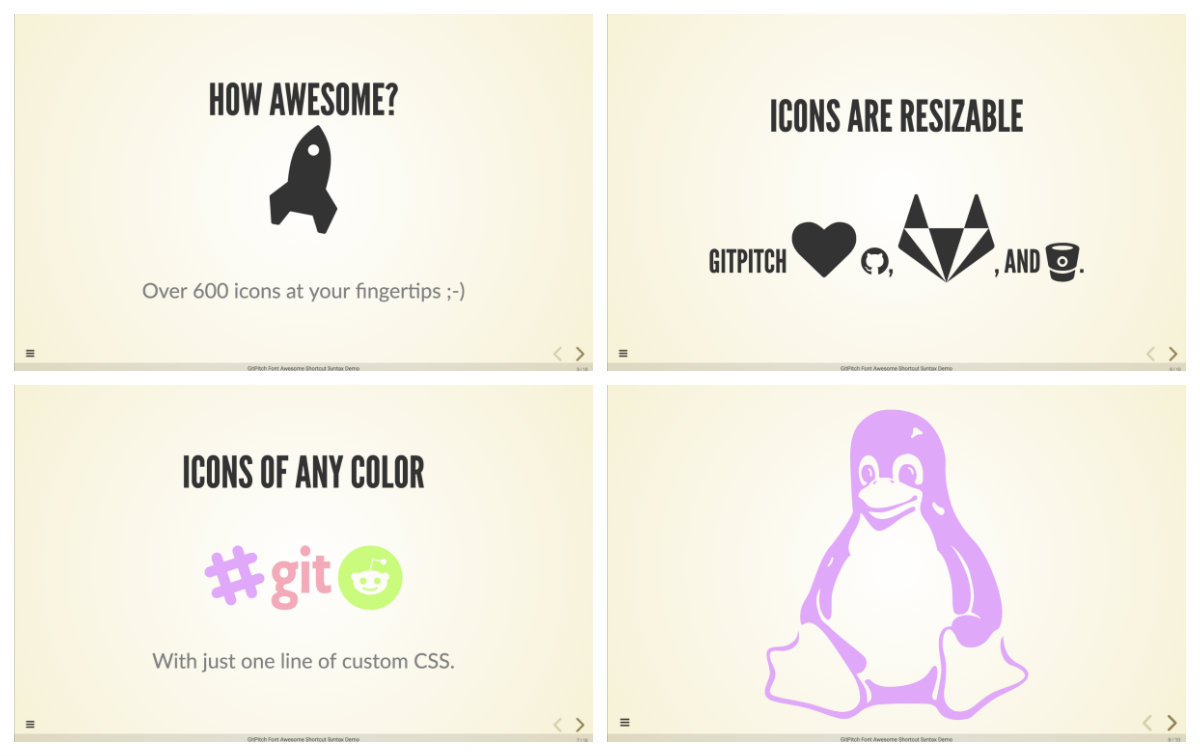 HOW AWESOME?
Over 600 icons at your fingertips ;-)
GitPitch Font Awesome Shortcut Syntax Demo
ICONS ARE RESIZABLE
GITPITCH , , AND .
GitPitch Font Awesome Shortcut Syntax Demo
ICONS OF ANY COLOR
git
With just one line of custom CSS.
GitPitch Font Awesome Shortcut Syntax Demo
GitPitch Font Awesome Shortcut Syntax Demo